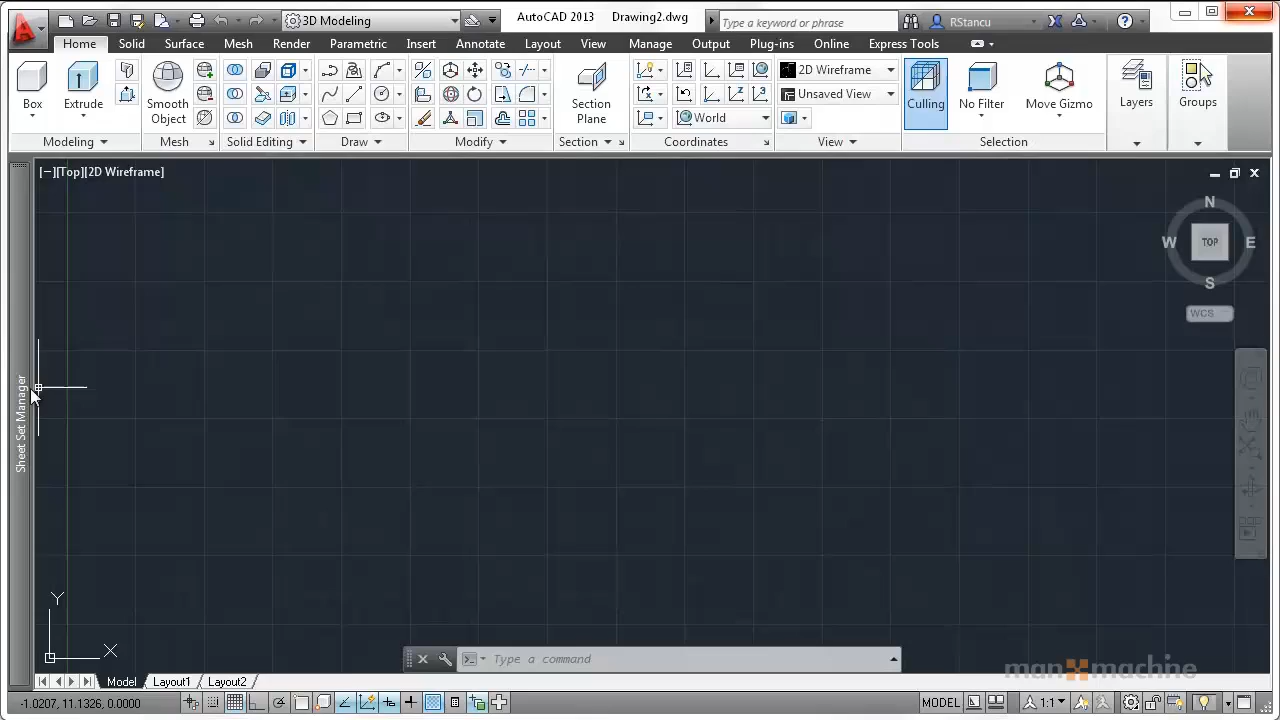 3D Modeling
AutoCAD 2013 Drawing2.dwg
Type a keyword or phrase
RStancu
Home Solid Surface Mesh Render Parametric Insert Annotate Layout View Manage Output Plug-ins Online Express Tools
Box
Extrude
Smooth
Object
Section
Plane
2D Wireframe
Unsaved View
World
Culling
No Filter
Move Gizmo
Layers
Groups
Modeling
Mesh
Solid Editing
Draw
Modify
Section
Coordinates
View
Selection
[−][Top][2D Wireframe]
N
W
TOP
E
S
WCS
Sheet Set Manager
Y
X
Type a command
man machine
Model Layout1 Layout2
-1.0207, 11.1326, 0.0000
MODEL
1:1